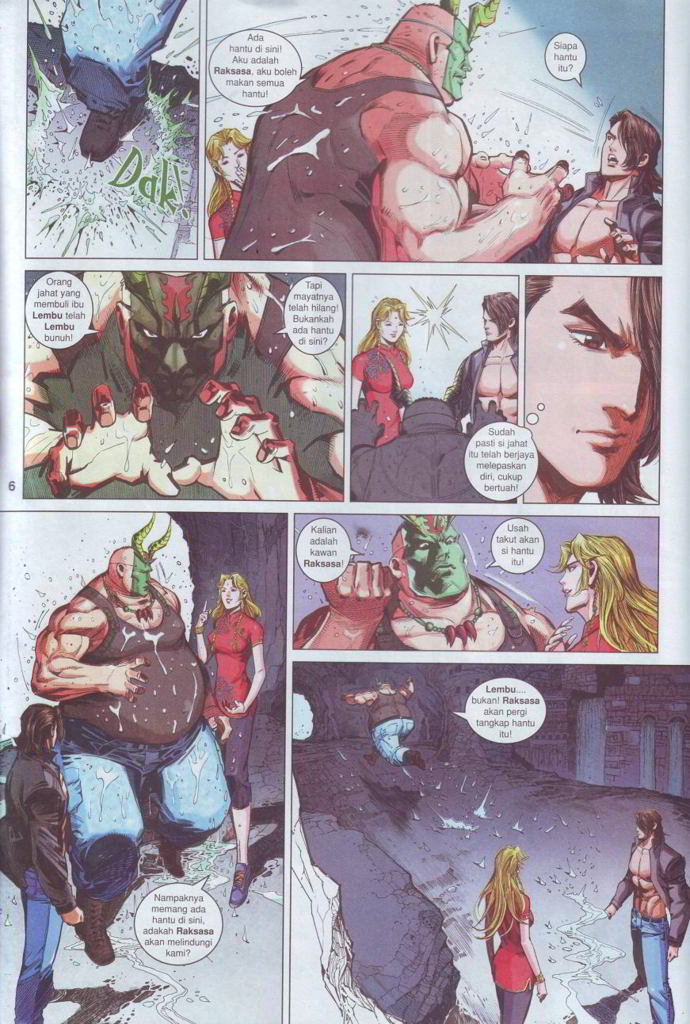 Dak!
Ada
hantu di sini!
Aku adalah
Raksasa, aku boleh
makan semua
hantu!
Siapa
hantu
itu?
Orang
jahat yang
membuli ibu
Lembu telah
Lembu
bunuh!
Tapi
mayatnya
telah hilang!
Bukankah
ada hantu
di sini?
Sudah
pasti si jahat
itu telah berjaya
melepaskan
diri, cukup
bertuah!
6
Nampaknya
memang ada
hantu di sini,
adakah Raksasa
akan melindungi
kami?
Kalian
adalah
kawan
Raksasa!
Usah
takut akan
si hantu
itu!
Lembu....
bukan! Raksasa
akan pergi
tangkap hantu
itu!